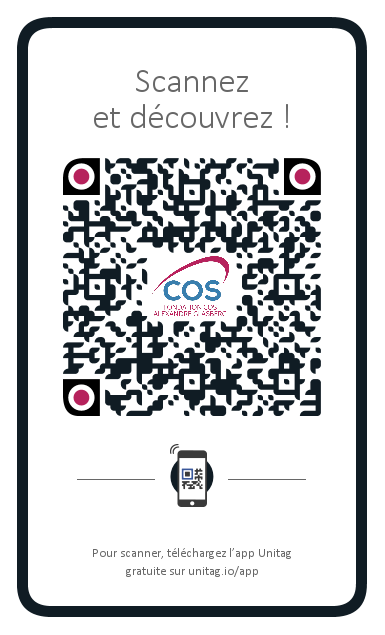 Scannez
et découvrez !
COS
FONDATION COS
ALEXANDRE GLASBERG
Pour scanner, téléchargez l'app Unitag
gratuite sur unitag.io/app